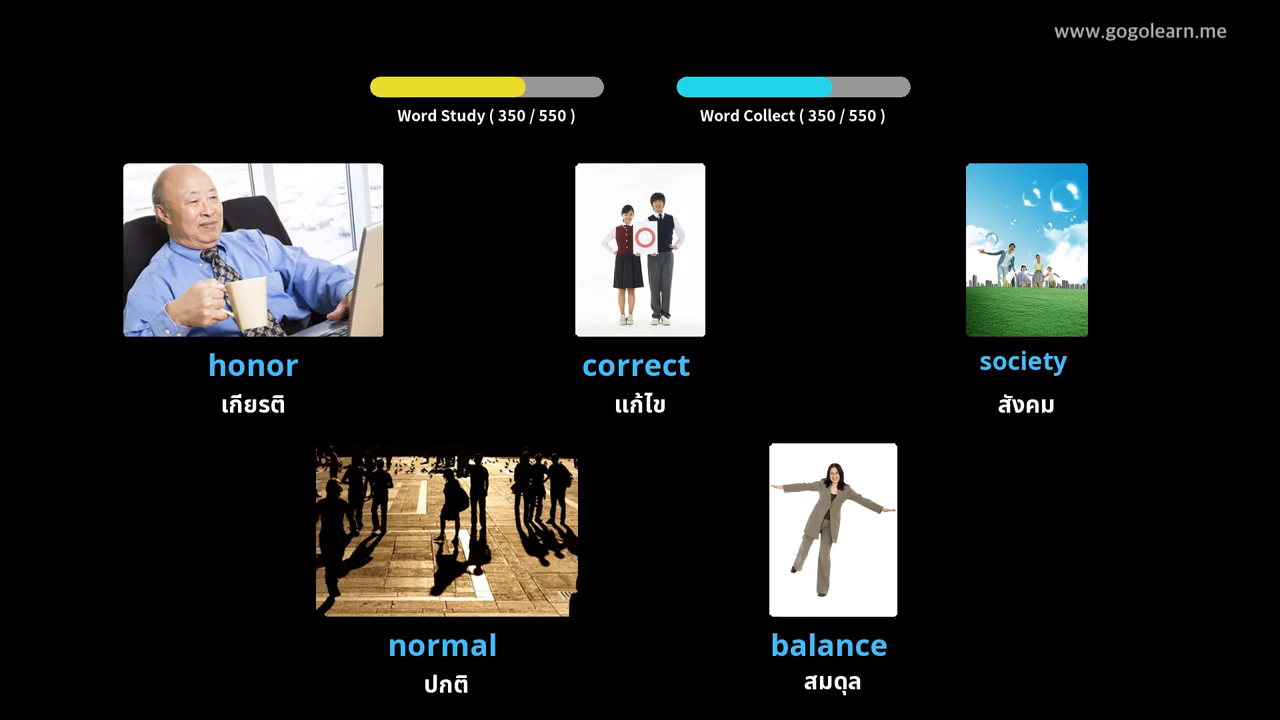 www.gogolearn.me
Word Study ( 350 / 550 )
Word Collect ( 350 / 550 )
honor
correct
society
เกียรติ
แก้ไข
สังคม
normal
balance
ปกติ
สมดุล